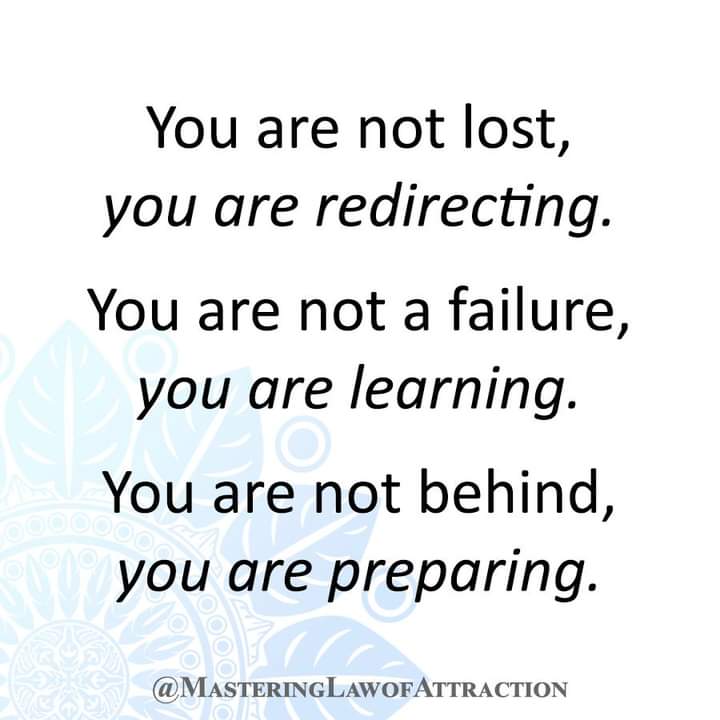 You are not lost,
you are redirecting.
You are not a failure,
you are learning.
You are not behind,
you are preparing.
@MasteringLawofAttraction